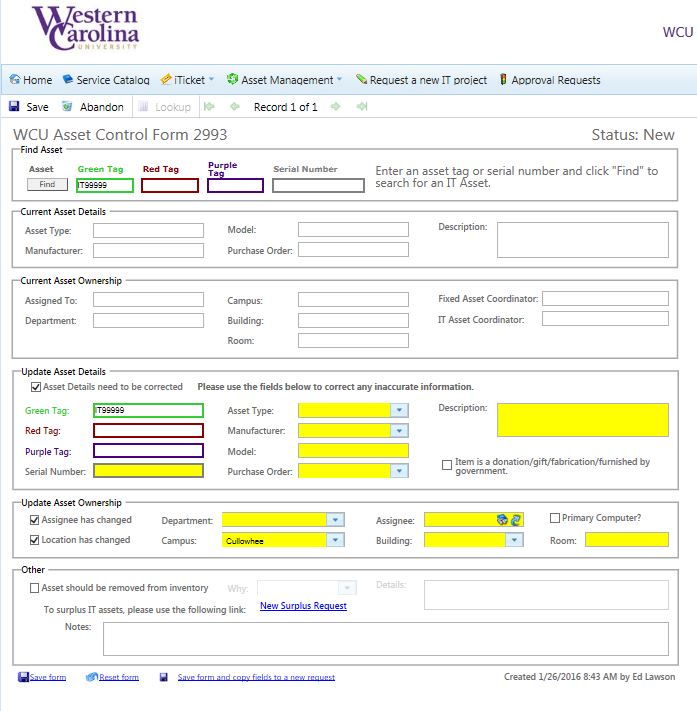 Western
Carolina
UNIVERSITY
WCU
Home Service Catalog iTicket Asset Management Request a new IT project Approval Requests
Save Abandon Lookup Record 1 of 1
WCU Asset Control Form 2993 Status: New
Find Asset
Asset Green Tag Red Tag Purple Tag Serial Number
Enter an asset tag or serial number and click "Find" to
search for an IT Asset.
Find IT99999
Current Asset Details
Asset Type: Model: Description:
Manufacturer: Purchase Order:
Current Asset Ownership
Assigned To: Campus: Fixed Asset Coordinator:
Department: Building: IT Asset Coordinator:
Room:
Update Asset Details
Asset Details need to be corrected Please use the fields below to correct any inaccurate information.
Green Tag: IT99999 Asset Type: Description:
Red Tag: Manufacturer:
Purple Tag: Model:
Serial Number: Purchase Order: Item is a donation/gift/fabrication/furnished by
government.
Update Asset Ownership
Assignee has changed Department: Assignee: Primary Computer?
Location has changed Campus: Cullowhee Building: Room:
Other
Asset should be removed from inventory Why: Details:
To surplus IT assets, please use the following link: New Surplus Request
Notes:
Save form Reset form Save form and copy fields to a new request Created 1/26/2016 8:43 AM by Ed Lawson